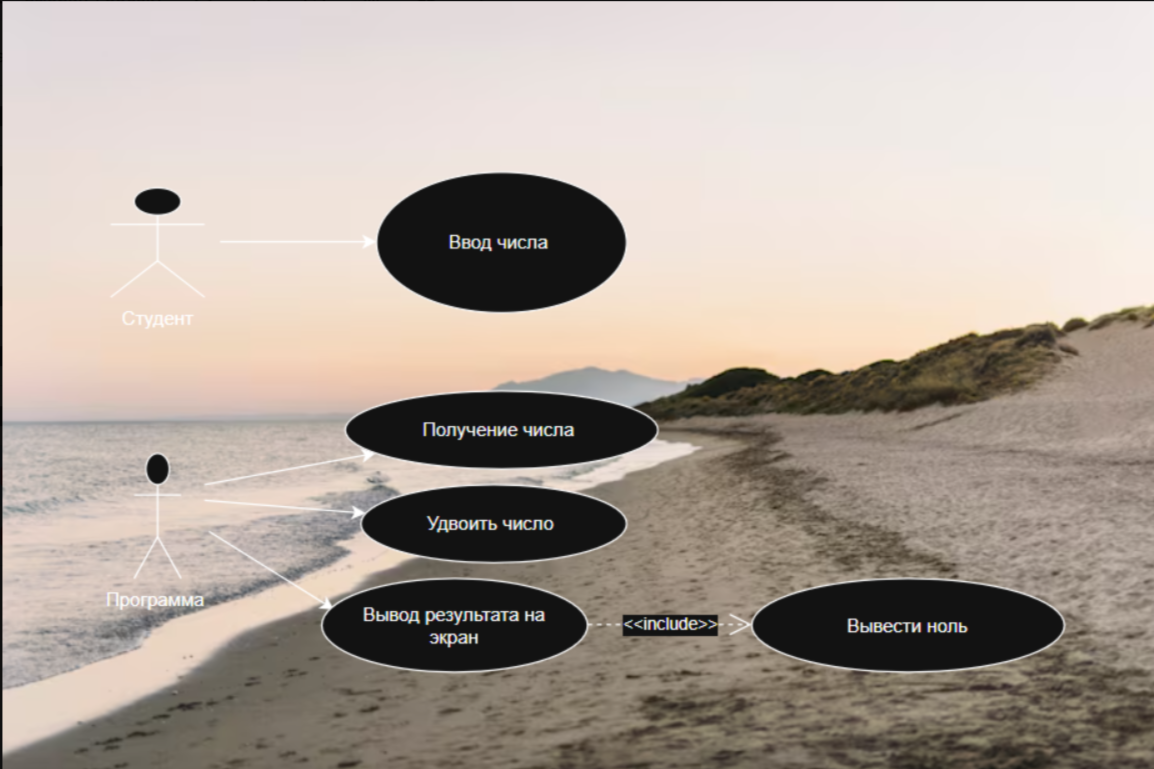 Ввод числа
Студент
Получение числа
Удвоить число
Программа
Вывод результата на
экран
<<include>>
Вывести ноль